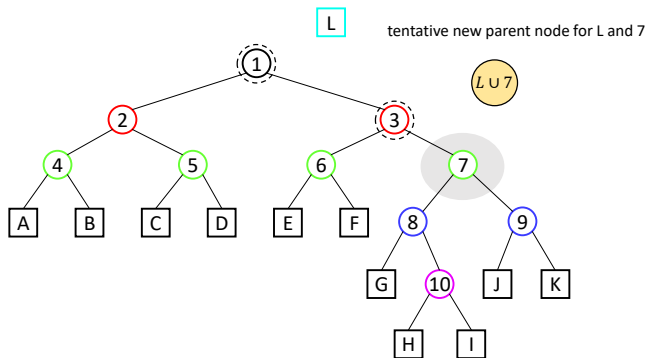 L
tentative new parent node for L and 7
1
L ∪ 7
2
3
4
5
6
7
A
B
C
D
E
F
8
9
G
10
J
K
H
I